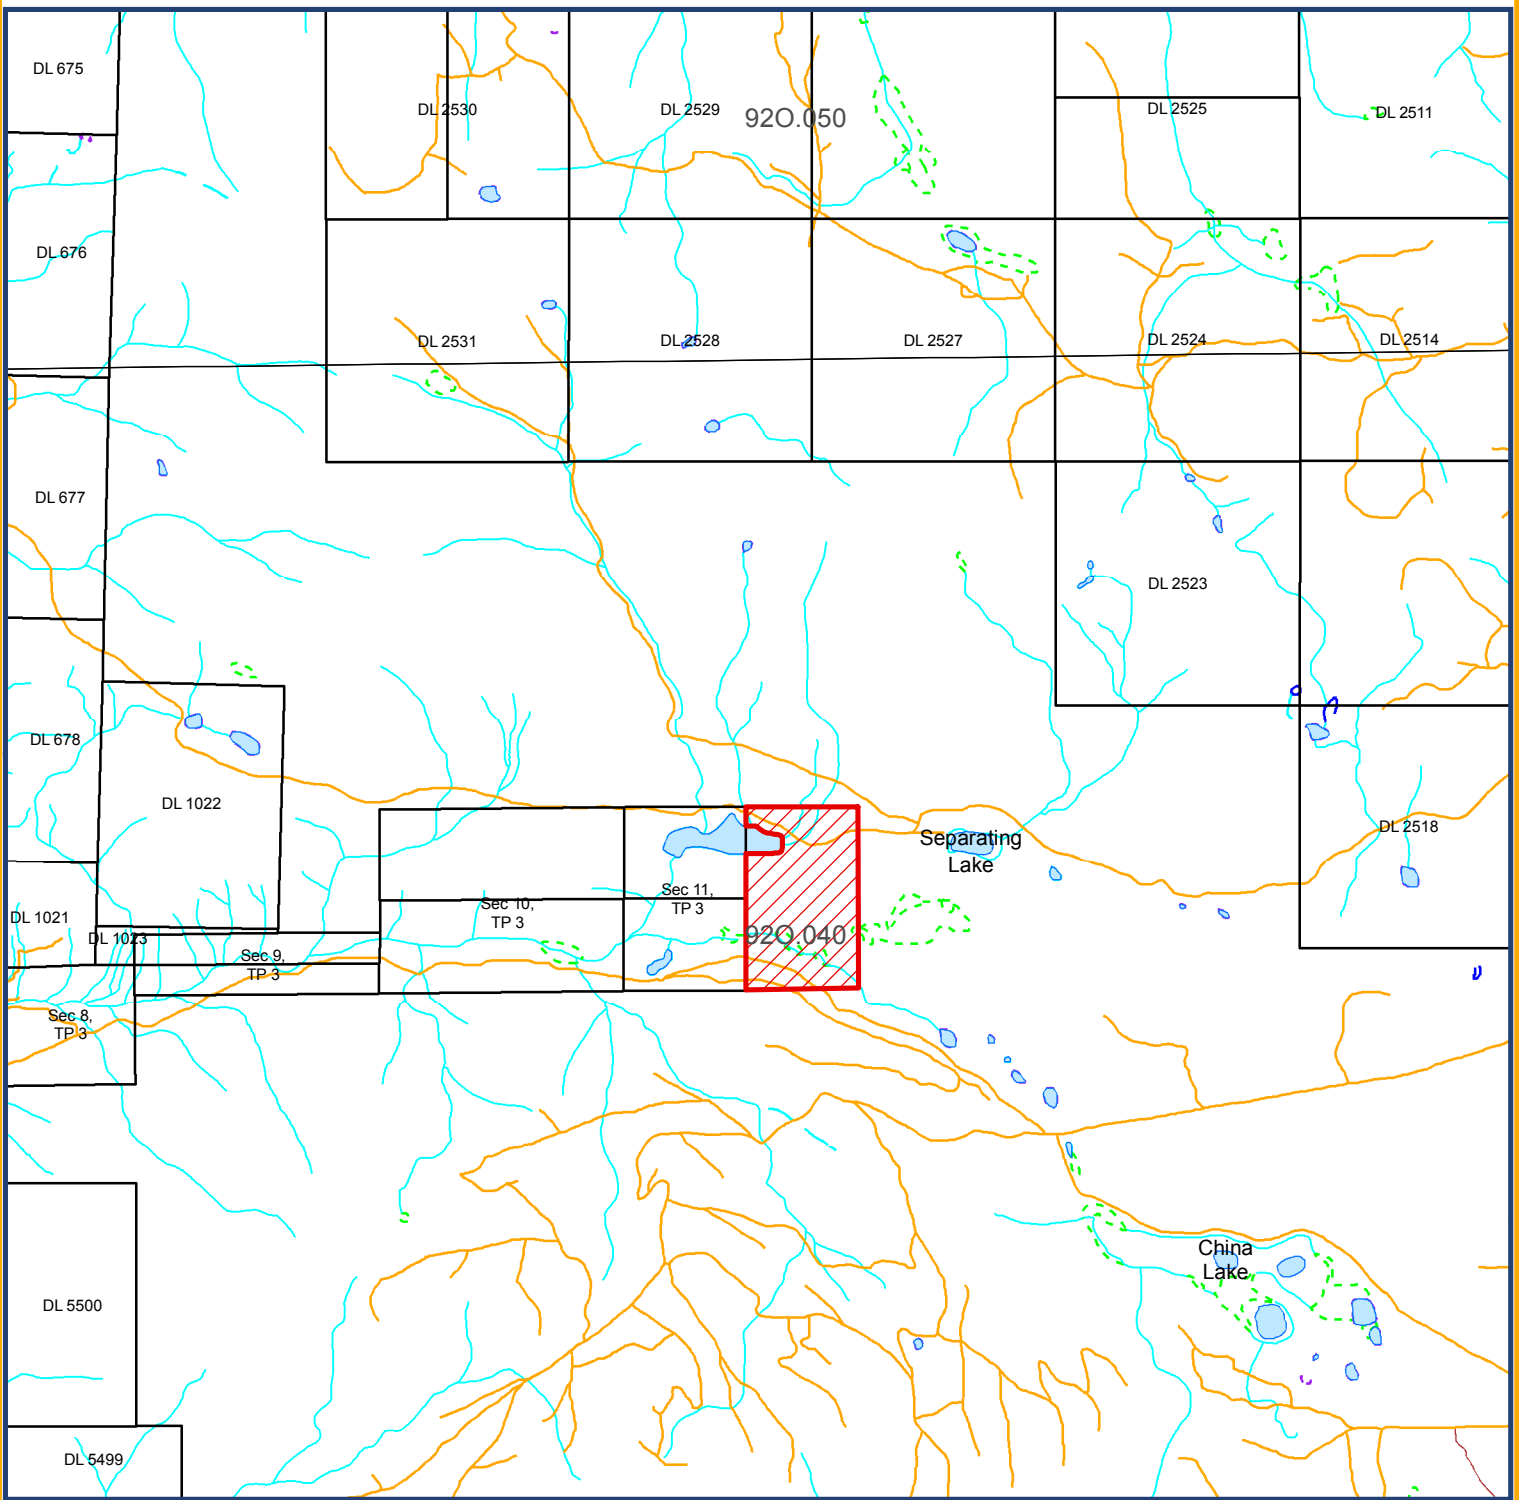 DL 675
DL 2530
DL 2529
92O.050
DL 2525
DL 2511
DL 676
DL 2531
DL 2528
DL 2527
DL 2524
DL 2514
DL 677
DL 2523
DL 678
DL 1022
Separating
Lake
DL 2518
Sec 11,
TP 3
Sec 10,
TP 3
DL 1021
DL 1023
92O.040
Sec 9,
TP 3
Sec 8,
TP 3
China
Lake
DL 5500
DL 5499